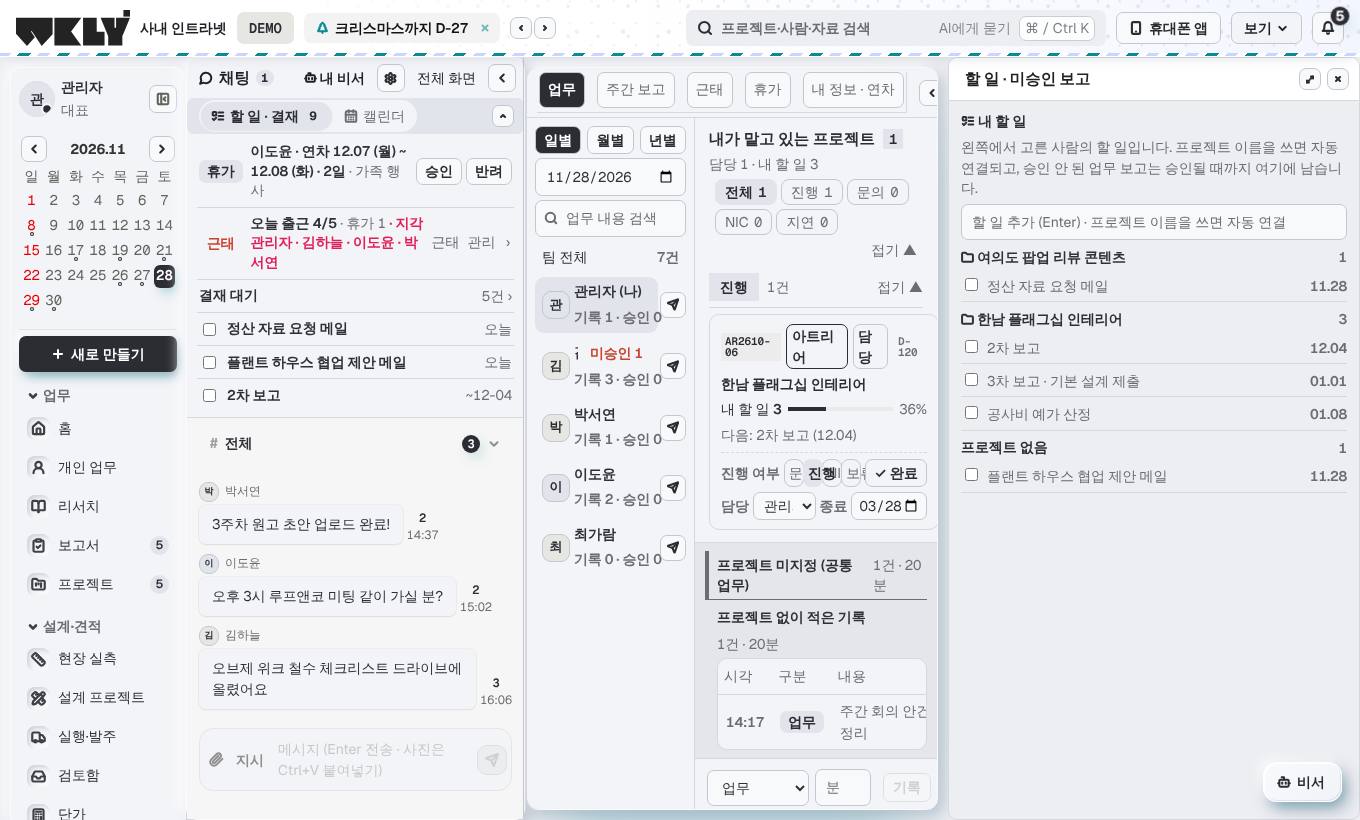 WKLY 사내 인트라넷 DEMO 크리스마스까지 D-27 × 프로젝트·사람·자료 검색 AI에게 묻기 ⌘ / Ctrl K 휴대폰 앱 보기 5
관 관리자
대표
2026.11
일 월 화 수 목 금 토
1 2 3 4 5 6 7
8 9 10 11 12 13 14
15 16 17 18 19 20 21
22 23 24 25 26 27 28
29 30
+ 새로 만들기
업무
홈
개인 업무
리서치
보고서 5
프로젝트 5
설계·견적
현장 실측
설계 프로젝트
실행·발주
검토함
단가
채팅 1 내 비서 전체 화면
할 일·결재 9 캘린더
휴가 이도윤 · 연차 12.07 (월) ~ 12.08 (화) · 2일 · 가족 행사 승인 반려
근태 오늘 출근 4/5 · 휴가 1 · 지각 관리자 · 김하늘 · 이도윤 · 박서연 근태 관리 ›
결재 대기 5건 ›
정산 자료 요청 메일 오늘
플랜트 하우스 협업 제안 메일 오늘
2차 보고 ~12-04
# 전체 3
박 박서연
3주차 원고 초안 업로드 완료! 2 14:37
이 이도윤
오후 3시 루프앤코 미팅 같이 가실 분? 2 15:02
김 김하늘
오브제 위크 철수 체크리스트 드라이브에
올렸어요 3 16:06
지시 메시지 (Enter 전송 · 사진은
Ctrl+V 붙여넣기)
업무 주간 보고 근태 휴가 내 정보 · 연차
일별 월별 년별
11/28/2026
업무 내용 검색
팀 전체 7건
관 관리자 (나)
기록 1 · 승인 0
김 미승인 1
기록 3 · 승인 0
박 박서연
기록 1 · 승인 0
이 이도윤
기록 2 · 승인 0
최 최가람
기록 0 · 승인 0
내가 맡고 있는 프로젝트 1
담당 1 · 내 할 일 3
전체 1 진행 1 문의 0
NIC 0 지연 0
접기 ▲
진행 1건 접기 ▲
AR2610-06 아트리어 담당 D-120
한남 플래그십 인테리어
내 할 일 3 36%
다음: 2차 보고 (12.04)
진행 여부 문 진행 보류 ✓ 완료
담당 관리 종료 03/28
프로젝트 미지정 (공통 업무) 1건 · 20분
프로젝트 없이 적은 기록
1건 · 20분
시각 구분 내용
14:17 업무 주간 회의 안건 정리
업무 분 기록
할 일 · 미승인 보고
내 할 일
왼쪽에서 고른 사람의 할 일입니다. 프로젝트 이름을 쓰면 자동
연결되고, 승인 안 된 업무 보고는 승인될 때까지 여기에 남습니
다.
할 일 추가 (Enter) · 프로젝트 이름을 쓰면 자동 연결
여의도 팝업 리뷰 콘텐츠 1
정산 자료 요청 메일 11.28
한남 플래그십 인테리어 3
2차 보고 12.04
3차 보고 · 기본 설계 제출 01.01
공사비 예가 산정 01.08
프로젝트 없음 1
플랜트 하우스 협업 제안 메일 11.28
비서